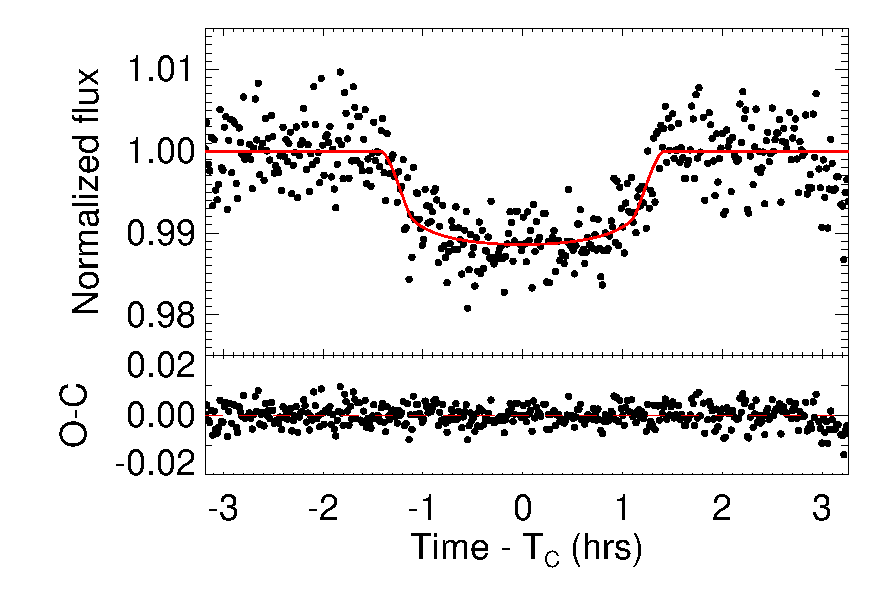 Normalized flux
1.01
1.00
0.99
0.98
O-C
0.02
0.00
-0.02
-3 -2 -1 0 1 2 3
Time - T_C (hrs)